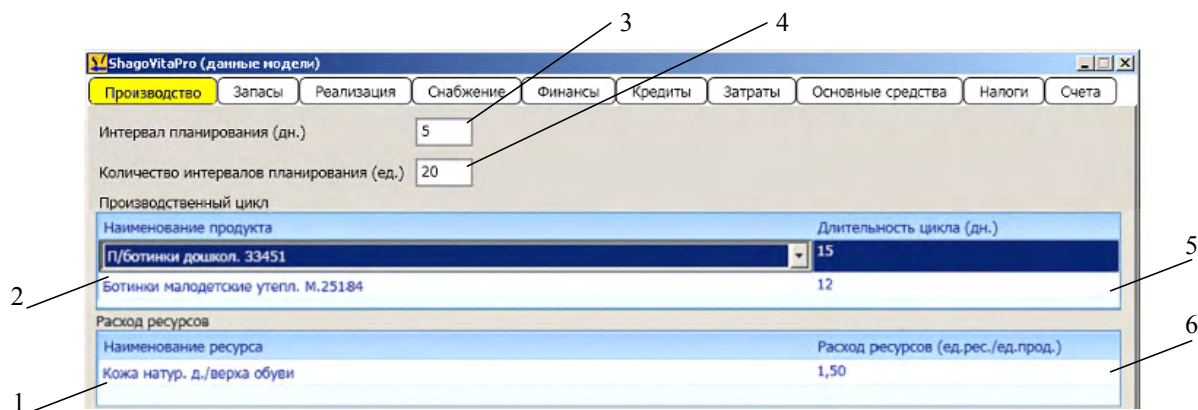 3
4
ShagoVitaPro (данные модели)
Производство Запасы Реализация Снабжение Финансы Кредиты Затраты Основные средства Налоги Счета
Интервал планирования (дн.) 5
Количество интервалов планирования (ед.) 20
Производственный цикл
Наименование продукта Длительность цикла (дн.)
П/ботинки дошкол. 33451 15
5
2
Ботинки малодетские утепл. М.25184 12
Расход ресурсов
6
Наименование ресурса Расход ресурсов (ед.рес./ед.прод.)
Кожа натур. д./верха обуви 1,50
1